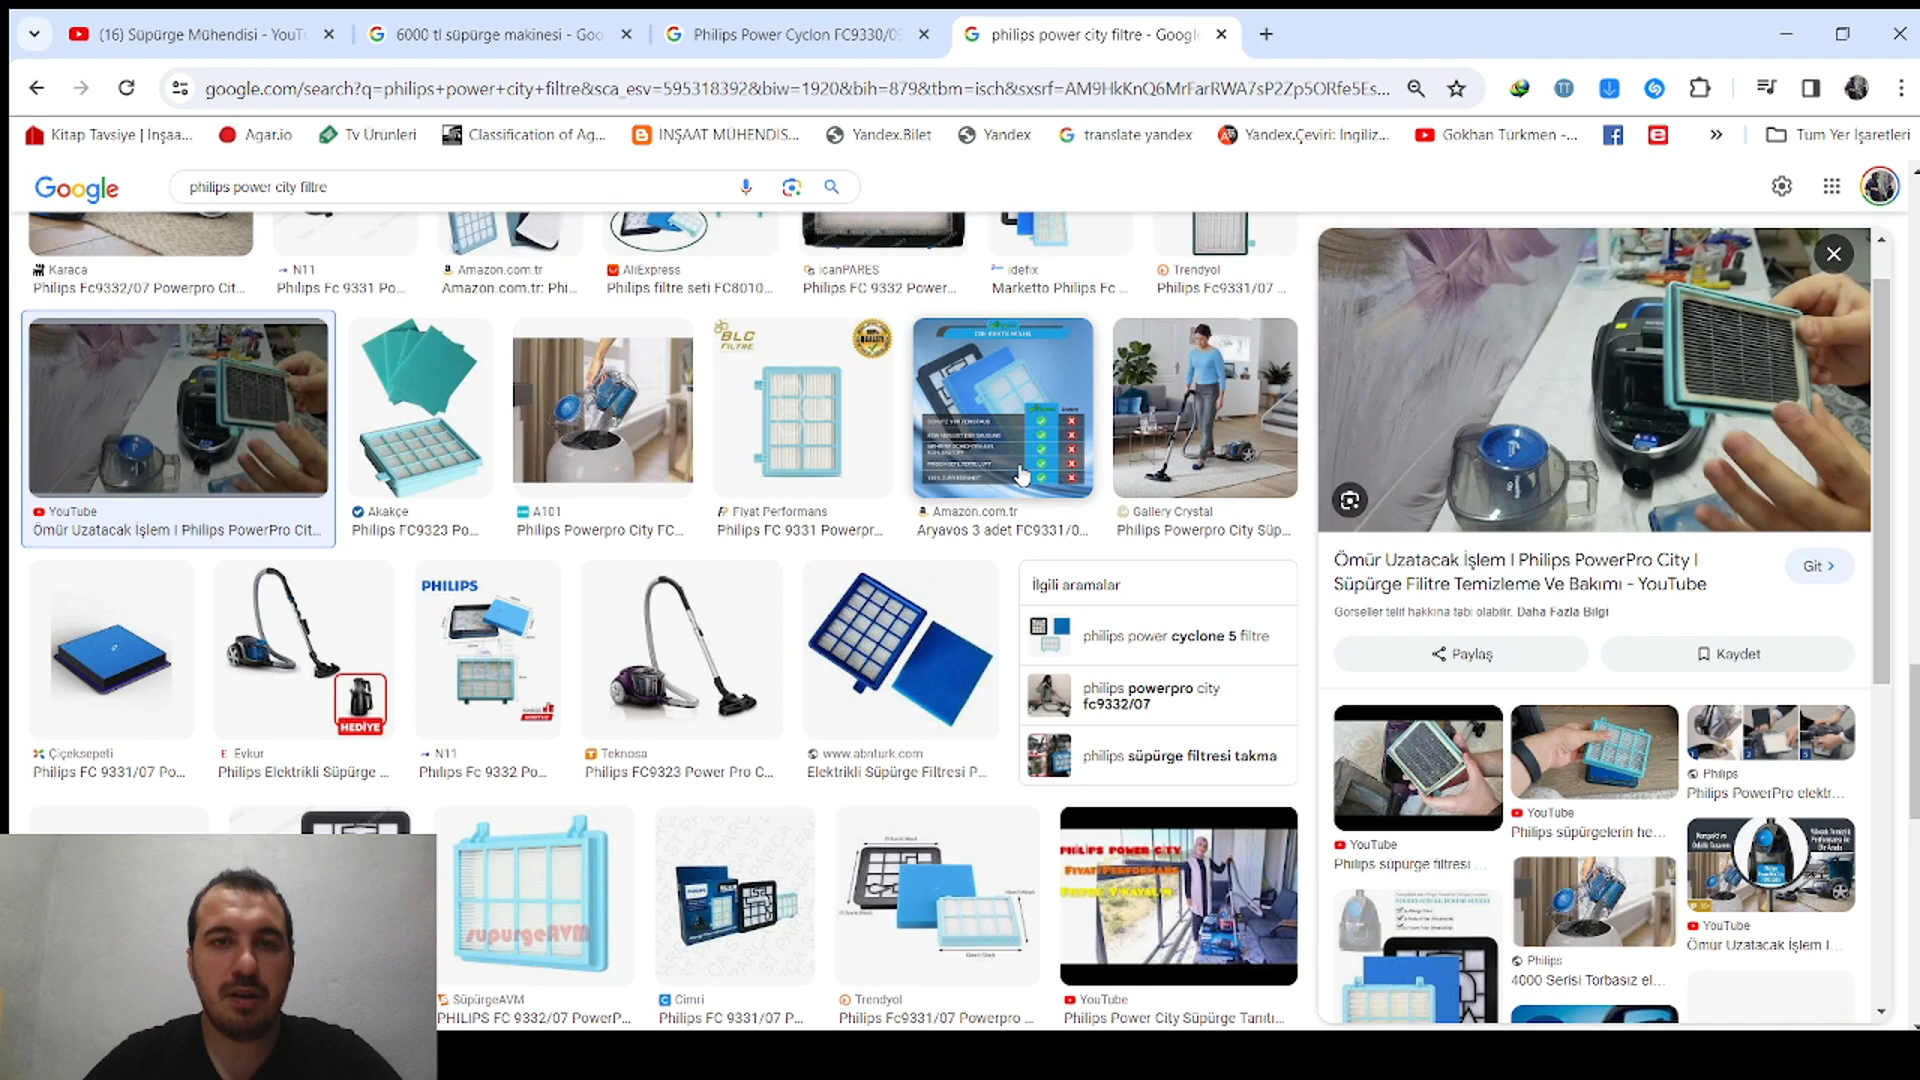 (16) Süpürge Mühendisi - YouT
6000 tl süpürge makinesi - Goo
Philips Power Cyclon FC9330/09
philips power city filtre - Google
google.com/search?q=philips+power+city+filtre&sca_esv=595318392&biw=1920&bih=879&tbm=isch&sxsrf=AM9HkKnQ6MrFarRWA7sP2Zp5ORfe5Es...
Kitap Tavsiye | Inşaa...
Agar.io
Tv Ürünleri
Classification of Ag...
İNŞAAT MÜHENDİS...
Yandex.Bilet
Yandex
translate yandex
Yandex.Çeviri: İngiliz...
Gökhan Türkmen -...
Tüm Yer İşaretleri
Google
philips power city filtre
Karaca
Philips Fc9332/07 Powerpro Cit...
N11
Philips Fc 9331 Po...
Amazon.com.tr
Amazon.com.tr: Phi...
AliExpress
Philips filtre seti FC8010...
icanPARES
Philips FC 9332 Power...
idefix
Marketto Philips Fc ...
Trendyol
Philips Fc9331/07 ...
BLC
FILTRE
YouTube
Ömür Uzatacak İşlem I Philips PowerPro Cit...
Akakçe
Philips FC9323 Po...
A101
Philips Powerpro City FC...
Fiyat Performans
Philips FC 9331 Powerpr...
Amazon.com.tr
Aryavos 3 adet FC9331/0...
Gallery Crystal
Philips Powerpro City Süp...
Ömür Uzatacak İşlem I Philips PowerPro City I
Süpürge Filitre Temizleme Ve Bakımı - YouTube
Git
Görseller telif hakkına tabi olabilir. Daha Fazla Bilgi
Paylaş
Kaydet
PHILIPS
HEDİYE
Çiçeksepeti
Philips FC 9331/07 Po...
Evkur
Philips Elektrikli Süpürge ...
N11
Philips Fc 9332 Po...
Teknosa
Philips FC9323 Power Pro C...
www.abnturk.com
Elektrikli Süpürge Filtresi P...
İlgili aramalar
philips power cyclone 5 filtre
philips powerpro city
fc9332/07
philips süpürge filtresi takma
YouTube
Philips süpürge filtresi ...
YouTube
Philips süpürgelerin he...
Philips
Philips PowerPro elektr...
YouTube
Ömür Uzatacak İşlem I...
Philips
4000 Serisi Torbasız el...
supurgeAVM
PHILIPS POWER CITY
SüpürgeAVM
PHILIPS FC 9332/07 PowerP...
Cimri
Philips FC 9331/07 P...
Trendyol
Philips Fc9331/07 Powerpro ...
YouTube
Philips Power City Süpürge Tanıtı...